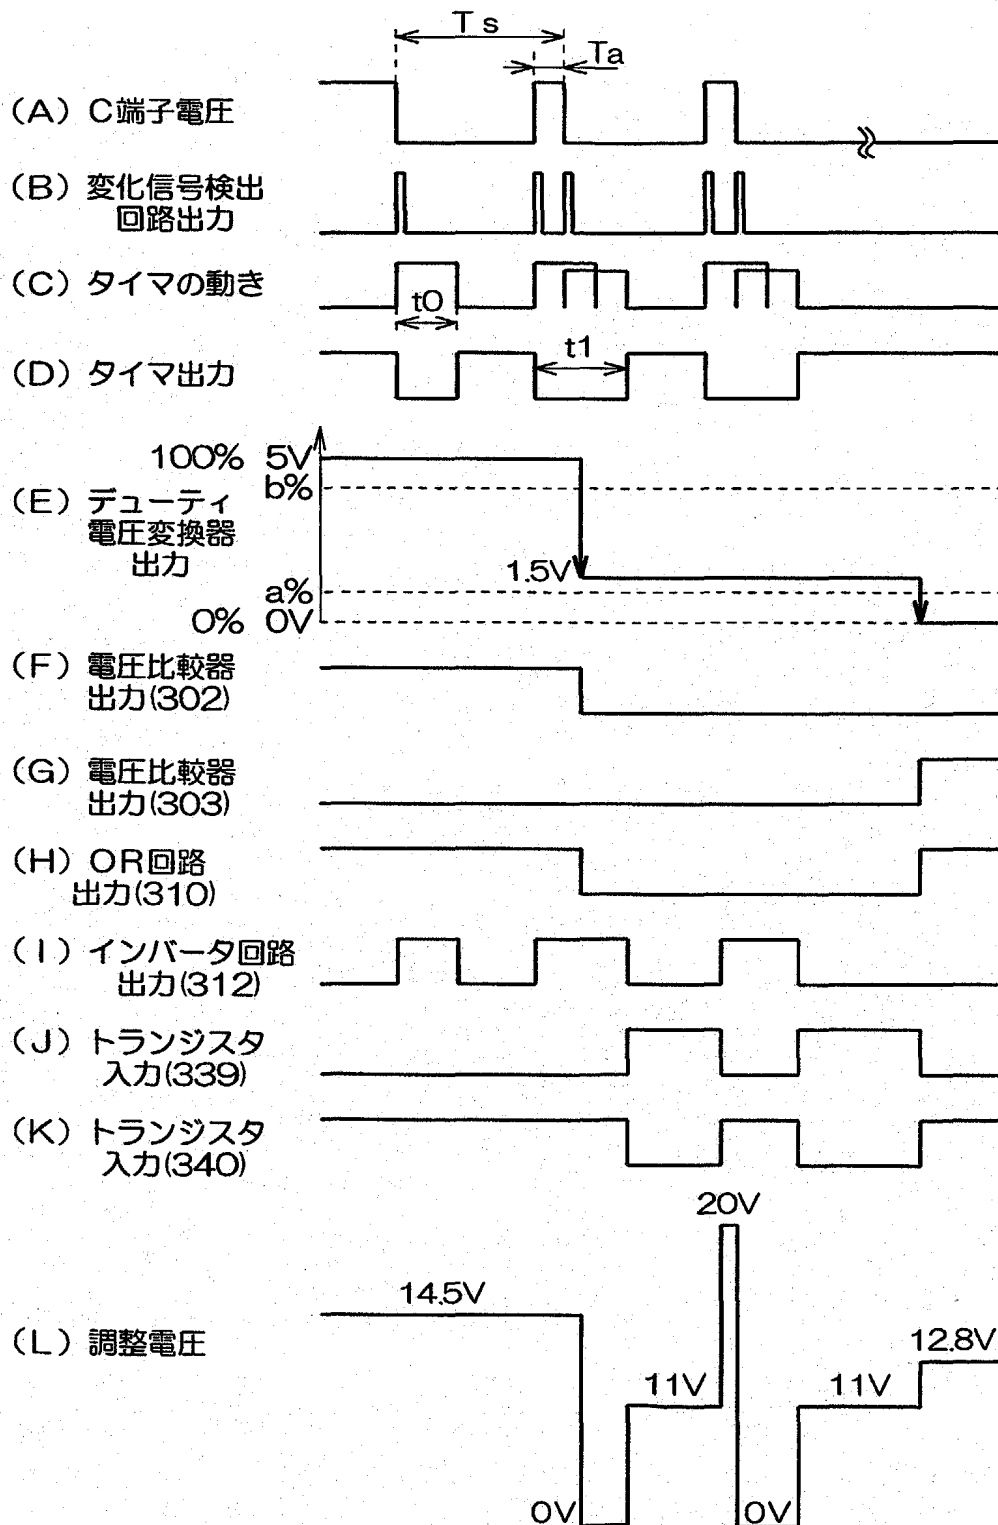 Ts
Ta
(A) C端子電圧
(B) 変化信号検出
回路出力
(C) タイマの動き
t0
t1
(D) タイマ出力
100% 5V
b%
(E) デューティ
電圧変換器
出力
1.5V
a%
0% 0V
(F) 電圧比較器
出力(302)
(G) 電圧比較器
出力(303)
(H) OR回路
出力(310)
(I) インバータ回路
出力(312)
(J) トランジスタ
入力(339)
(K) トランジスタ
入力(340)
20V
14.5V
(L) 調整電圧
12.8V
11V
11V
0V
0V